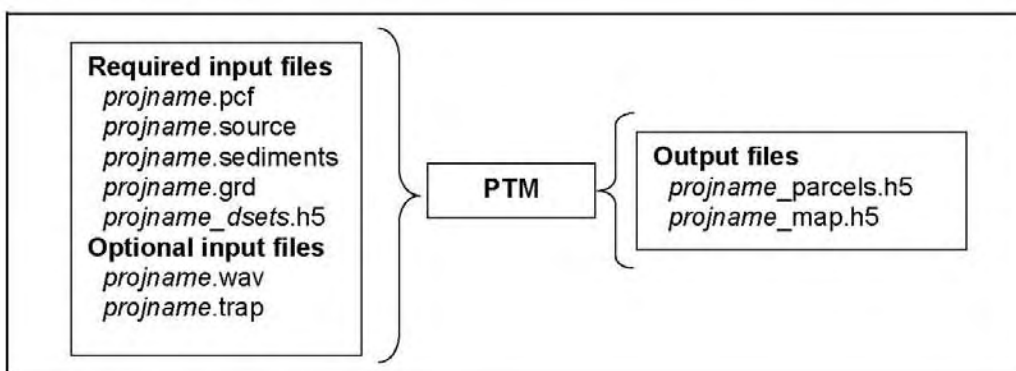 Required input files
projname.pcf
projname.source
projname.sediments
projname.grd
projname_dsets.h5
Optional input files
projname.wav
projname.trap
PTM
Output files
projname_parcels.h5
projname_map.h5